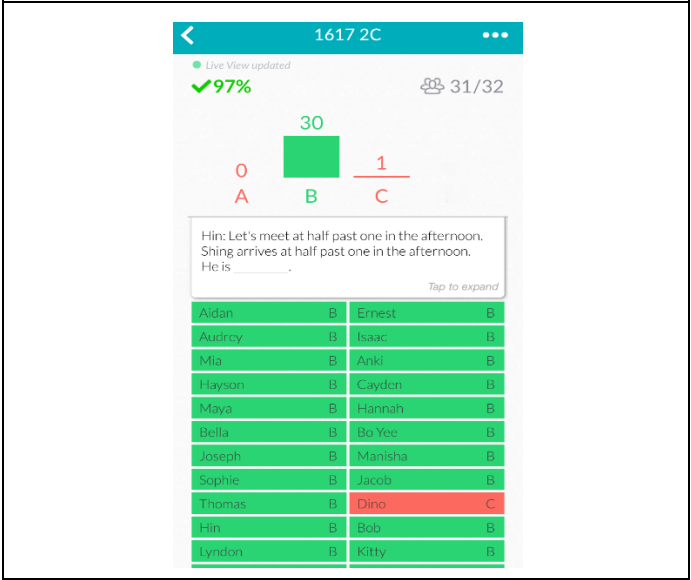 1617 2C
Live View updated
97%
31/32
30
0
1
A
B
C
Hin: Let's meet at half past one in the afternoon.
Shing arrives at half past one in the afternoon.
He is ________ .
Tap to expand
Aidan B Ernest B
Audrey B Isaac B
Mia B Anki B
Hayson B Cayden B
Maya B Hannah B
Bella B Bo Yee B
Joseph B Manisha B
Sophie B Jacob B
Thomas B Dino C
Hin B Bob B
Lyndon B Kitty B